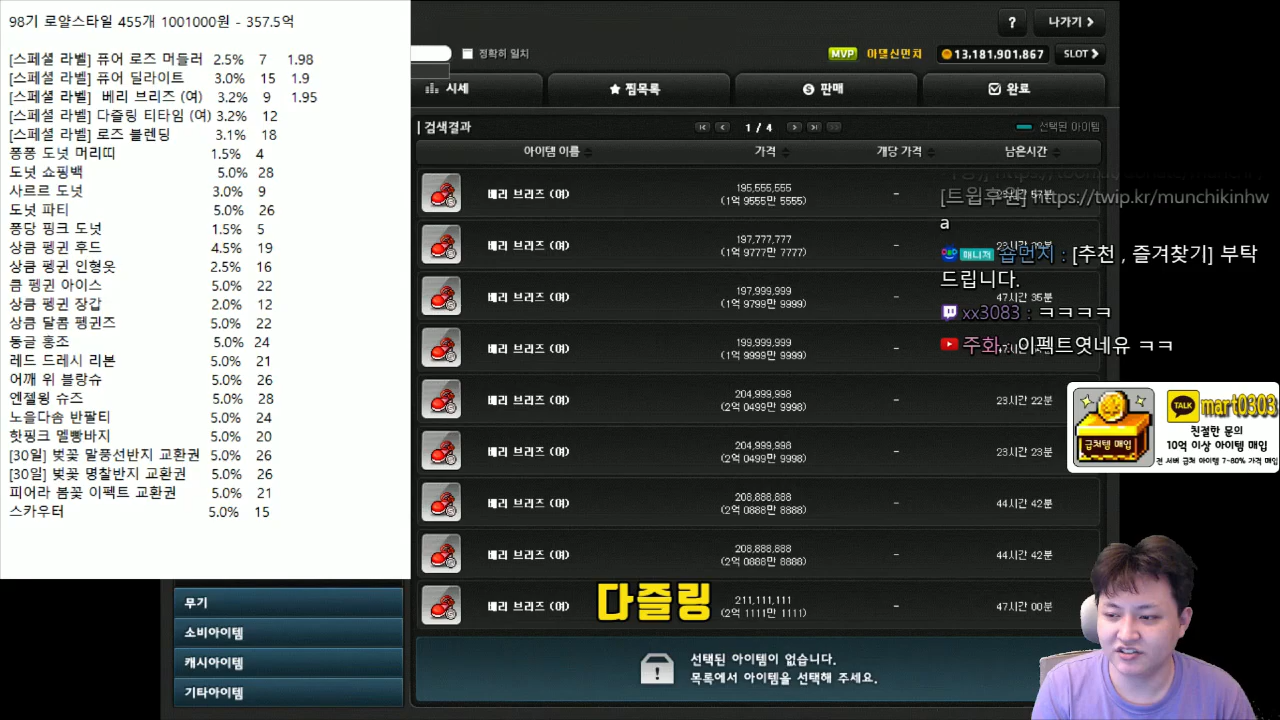 98기 로얄스타일 455개 1001000원 - 357.5억
[스페셜 라벨] 퓨어 로즈 머들러 2.5% 7 1.98
[스페셜 라벨] 퓨어 딜라이트 3.0% 15 1.9
[스페셜 라벨] 베리 브리즈 (여) 3.2% 9 1.95
[스페셜 라벨] 다즐링 티타임 (여) 3.2% 12
[스페셜 라벨] 로즈 블렌딩 3.1% 18
퐁퐁 도넛 머리띠 1.5% 4
도넛 쇼핑백 5.0% 28
사르르 도넛 3.0% 9
도넛 파티 5.0% 26
퐁당 핑크 도넛 1.5% 5
상큼 펭귄 후드 4.5% 19
상큼 펭귄 인형옷 2.5% 16
큼 펭귄 아이스 5.0% 22
상큼 펭귄 장갑 2.0% 12
상큼 달콤 펭귄즈 5.0% 22
둥글 홍조 5.0% 24
레드 드레시 리본 5.0% 21
어깨 위 블랑슈 5.0% 26
엔젤윙 슈즈 5.0% 28
노을다솜 반팔티 5.0% 24
핫핑크 멜빵바지 5.0% 20
[30일] 벚꽃 말풍선반지 교환권 5.0% 26
[30일] 벚꽃 명찰반지 교환권 5.0% 26
피어라 봄꽃 이펙트 교환권 5.0% 21
스카우터 5.0% 15
무기
소비아이템
캐시아이템
기타아이템
? 나가기
정확히 일치
MVP 아델신먼치 13,181,901,867 SLOT
시세
찜목록
판매
완료
검색결과 1 / 4 선택된 아이템
아이템 이름 가격 개당 가격 남은시간
베리 브리즈 (여) 195,555,555 -
(1억 9555만 5555)
베리 브리즈 (여) 197,777,777 -
(1억 9777만 7777)
베리 브리즈 (여) 197,999,999 - 47시간 35분
(1억 9799만 9999)
베리 브리즈 (여) 199,999,999 -
(1억 9999만 9999)
베리 브리즈 (여) 204,999,998 - 23시간 22분
(2억 0499만 9998)
베리 브리즈 (여) 204,999,998 - 23시간 23분
(2억 0499만 9998)
베리 브리즈 (여) 208,888,888 - 44시간 42분
(2억 0888만 8888)
베리 브리즈 (여) 208,888,888 - 44시간 42분
(2억 0888만 8888)
베리 브리즈 (여) 211,111,111 - 47시간 00분
(2억 1111만 1111)
다즐링
선택된 아이템이 없습니다.
목록에서 아이템을 선택해 주세요.
[트윕후원] https://twip.kr/munchikinhw
a
매니저 숍먼지 : [추천 , 즐겨찾기] 부탁
드립니다.
xx3083 : ㅋㅋㅋㅋ
주화 : 이펙트엿네유 ㅋㅋ
TALK mart0303
친절한 문의
10억 이상 아이템 매입
전 서버 급처 아이템 7-80% 가격 매입
급처템 매입